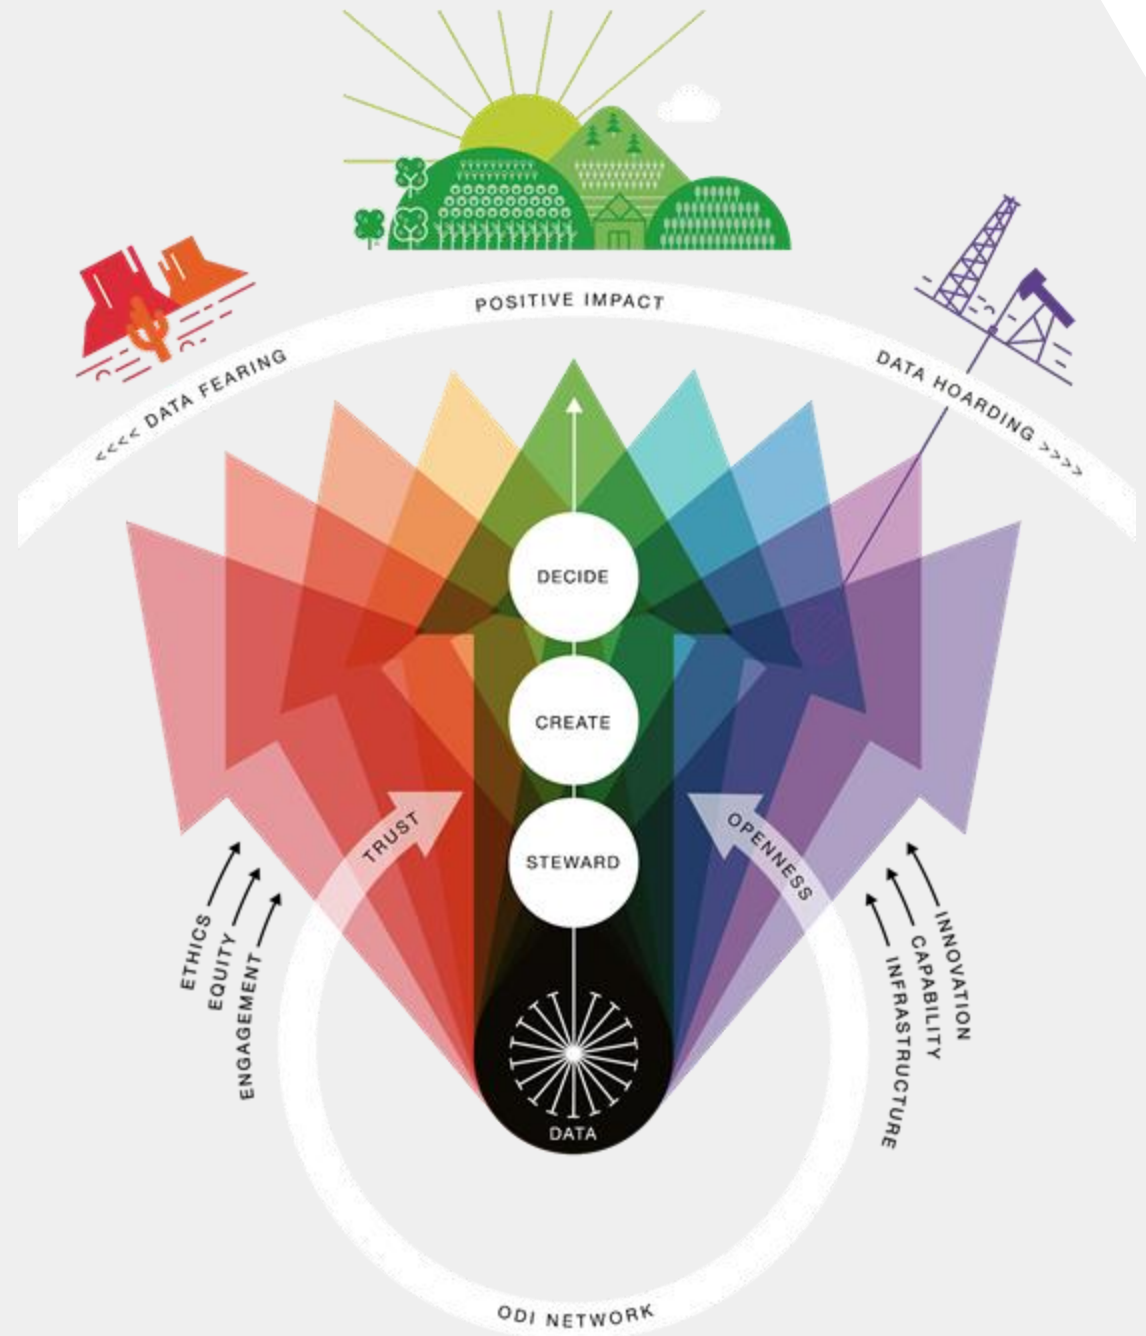 POSITIVE IMPACT
<<<< DATA FEARING
DATA HOARDING >>>>
DECIDE
CREATE
STEWARD
TRUST
OPENNESS
ETHICS
EQUITY
ENGAGEMENT
INNOVATION
CAPABILITY
INFRASTRUCTURE
DATA
ODI NETWORK